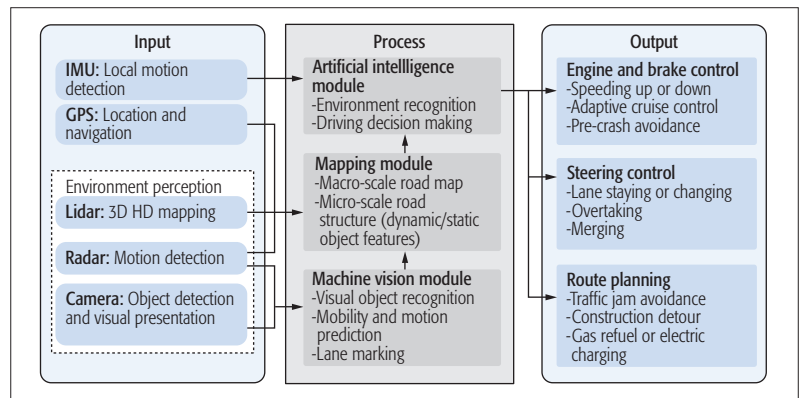 Input
IMU: Local motion
detection
GPS: Location and
navigation
Environment perception
Lidar: 3D HD mapping
Radar: Motion detection
Camera: Object detection
and visual presentation
Process
Artificial intellligence
module
-Environment recognition
-Driving decision making
Mapping module
-Macro-scale road map
-Micro-scale road
structure (dynamic/static
object features)
Machine vision module
-Visual object recognition
-Mobility and motion
prediction
-Lane marking
Output
Engine and brake control
-Speeding up or down
-Adaptive cruise control
-Pre-crash avoidance
Steering control
-Lane staying or changing
-Overtaking
-Merging
Route planning
-Traffic jam avoidance
-Construction detour
-Gas refuel or electric
charging